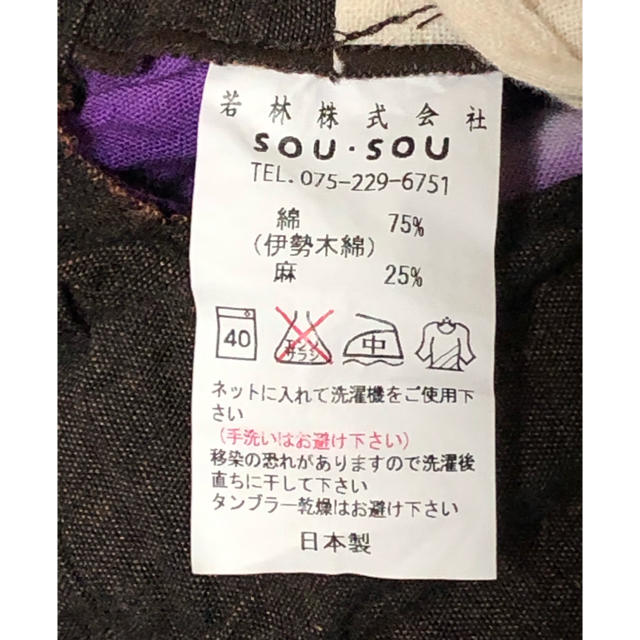 若林株式会社
SOU・SOU
TEL. 075-229-6751
綿 75%
(伊勢木綿)
麻 25%
40 エンソ サラシ 中
ネットに入れて洗濯機をご使用下
さい
(手洗いはお避け下さい)
移染の恐れがありますので洗濯後
直ちに干して下さい
タンブラー乾燥はお避け下さい
日本製